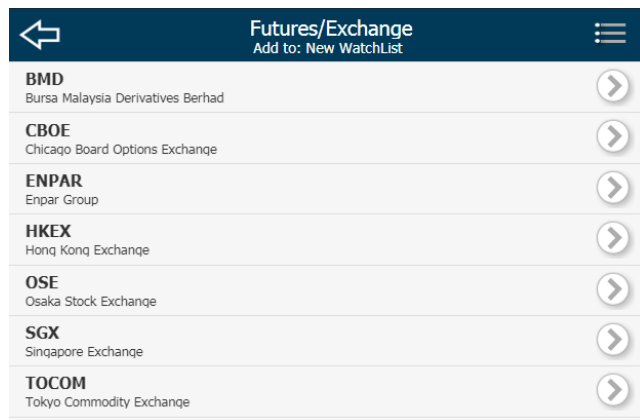 Futures/Exchange
Add to: New WatchList
BMD
Bursa Malaysia Derivatives Berhad
CBOE
Chicago Board Options Exchange
ENPAR
Enpar Group
HKEX
Hong Kong Exchange
OSE
Osaka Stock Exchange
SGX
Singapore Exchange
TOCOM
Tokyo Commodity Exchange